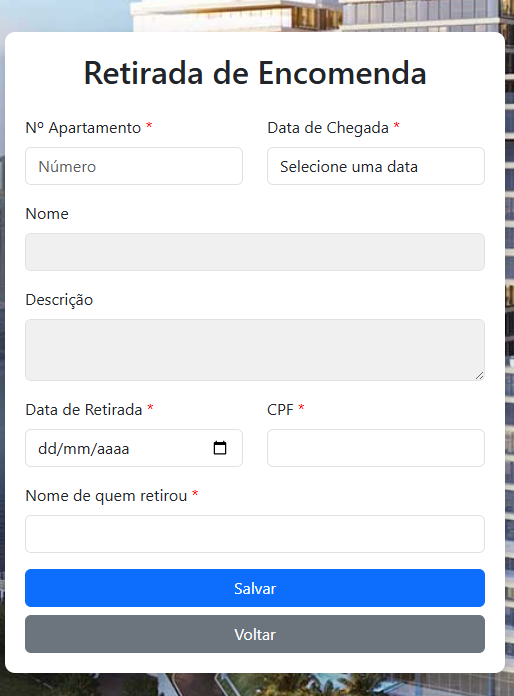 Retirada de Encomenda
Nº Apartamento * Data de Chegada *
Número Selecione uma data
Nome
Descrição
Data de Retirada * CPF *
dd/mm/aaaa
Nome de quem retirou *
Salvar
Voltar